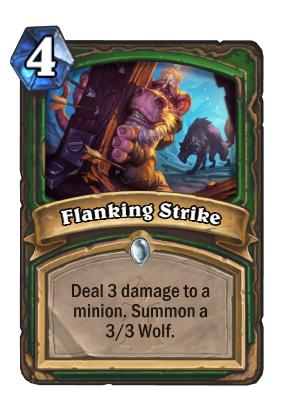 4
Flanking Strike
Deal 3 damage to a
minion. Summon a
3/3 Wolf.